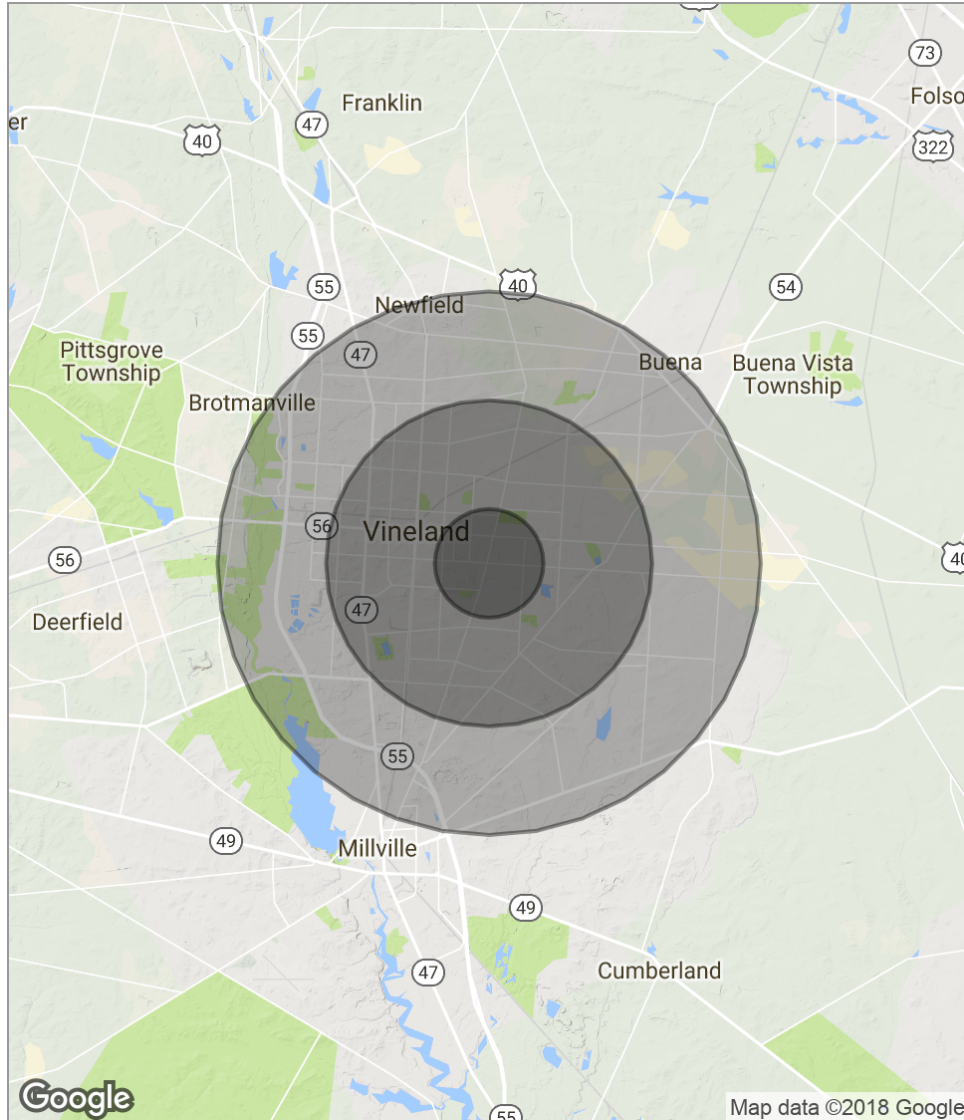 73
Folso
Franklin
er
47
40
322
55
40
54
Newfield
55
47
Pittsgrove
Township
Buena
Buena Vista
Township
Brotmanville
56
Vineland
56
40
47
Deerfield
55
49
Millville
49
47
Cumberland
55
Google
Map data ©2018 Google